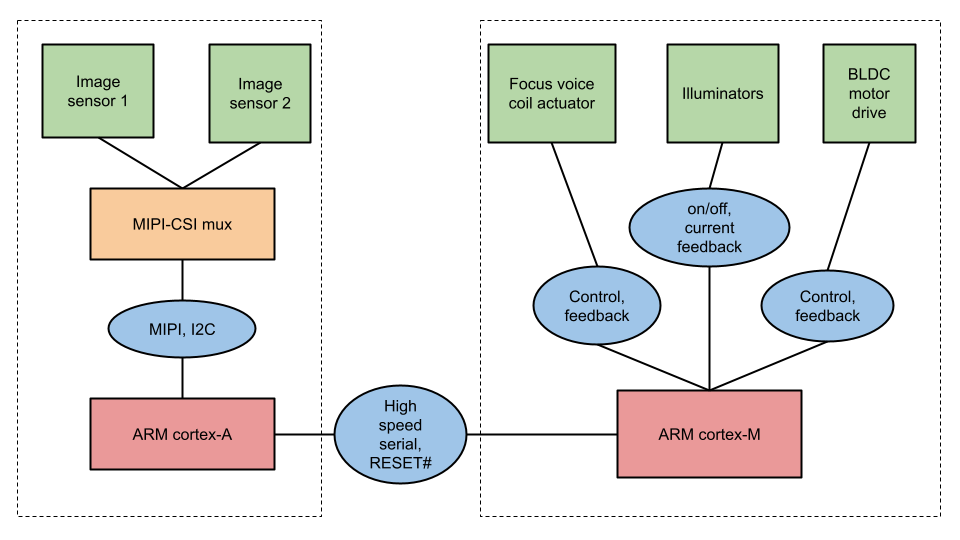 Image
sensor 1
Image
sensor 2
Focus voice
coil actuator
Illuminators
BLDC
motor
drive
MIPI-CSI mux
on/off,
current
feedback
Control,
feedback
Control,
feedback
MIPI, I2C
ARM cortex-A
High
speed
serial,
RESET#
ARM cortex-M